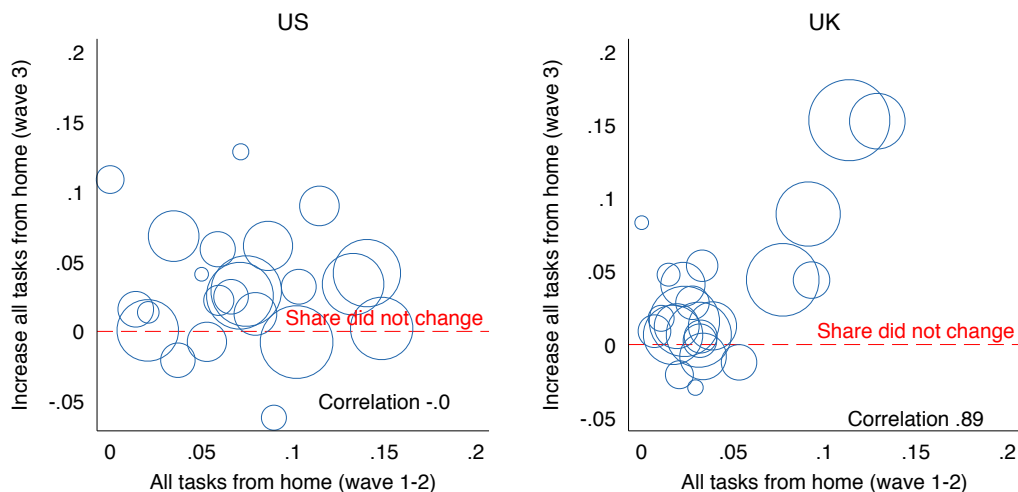 US
Increase all tasks from home (wave 3)
.2
.15
.1
.05
0
-.05
Share did not change
Correlation -.0
0
.05
.1
.15
.2
All tasks from home (wave 1-2)
UK
Increase all tasks from home (wave 3)
.2
.15
.1
.05
0
-.05
Share did not change
Correlation .89
0
.05
.1
.15
.2
All tasks from home (wave 1-2)